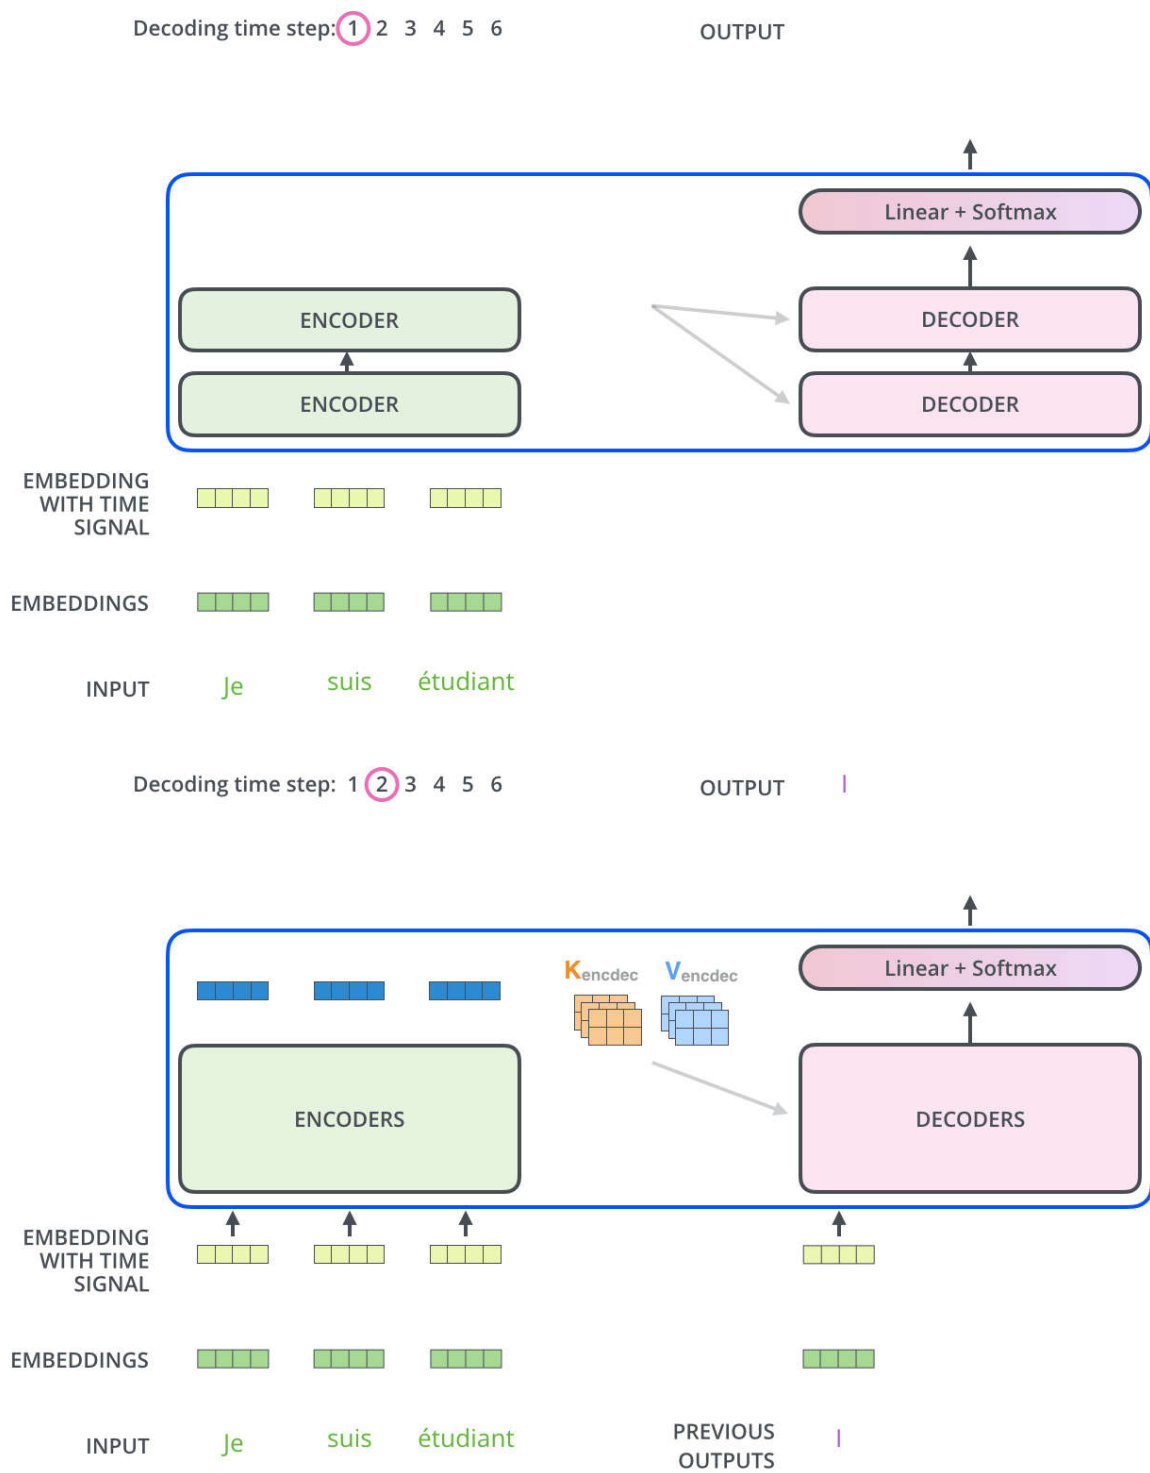 Decoding time step: 1 2 3 4 5 6
OUTPUT
Linear + Softmax
ENCODER
DECODER
ENCODER
DECODER
EMBEDDING
WITH TIME
SIGNAL
EMBEDDINGS
INPUT
Je
suis
étudiant
Decoding time step: 1 2 3 4 5 6
OUTPUT
I
Kencdec
Vencdec
Linear + Softmax
ENCODERS
DECODERS
EMBEDDING
WITH TIME
SIGNAL
EMBEDDINGS
INPUT
Je
suis
étudiant
PREVIOUS
OUTPUTS
I